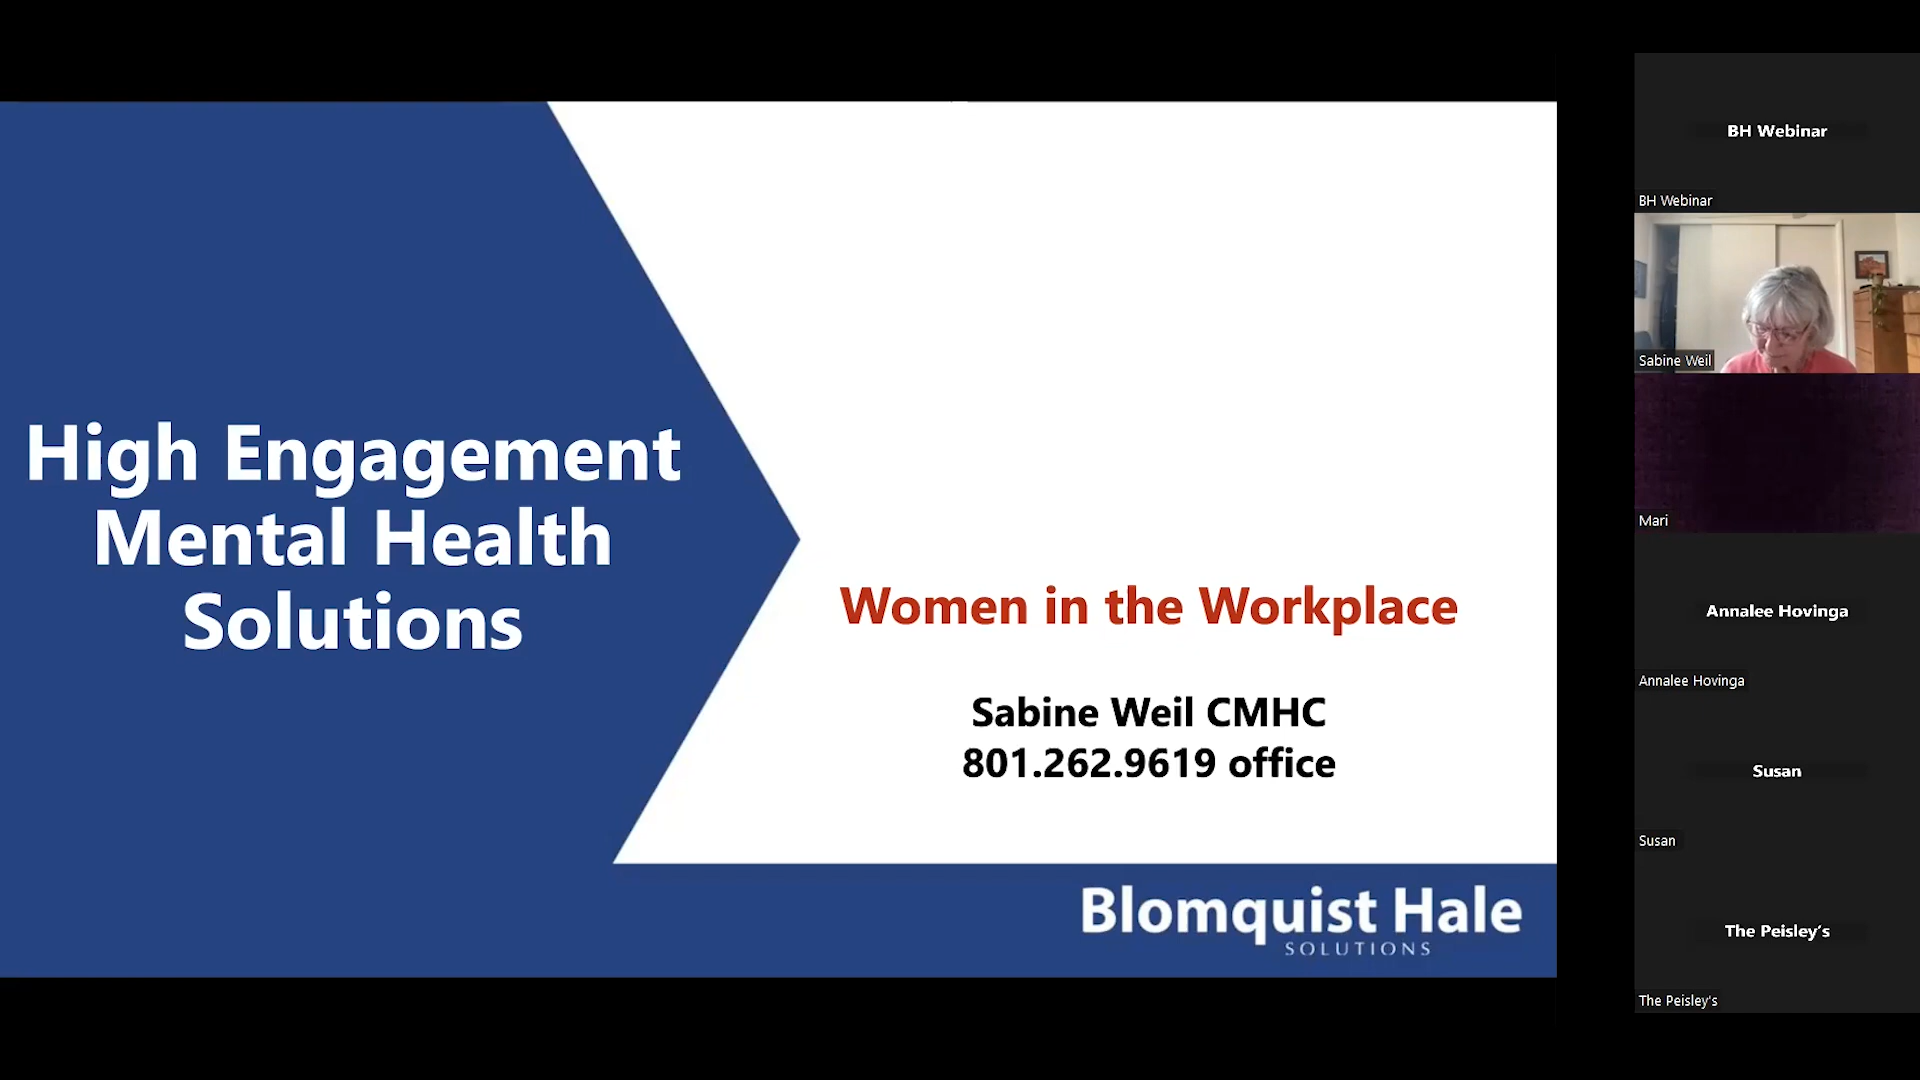 High Engagement
Mental Health
Solutions
Women in the Workplace
Sabine Weil CMHC
801.262.9619 office
Blomquist Hale
SOLUTIONS
BH Webinar
BH Webinar
Sabine Weil
Mari
Annalee Hovinga
Annalee Hovinga
Susan
Susan
The Peisley’s
The Peisley's